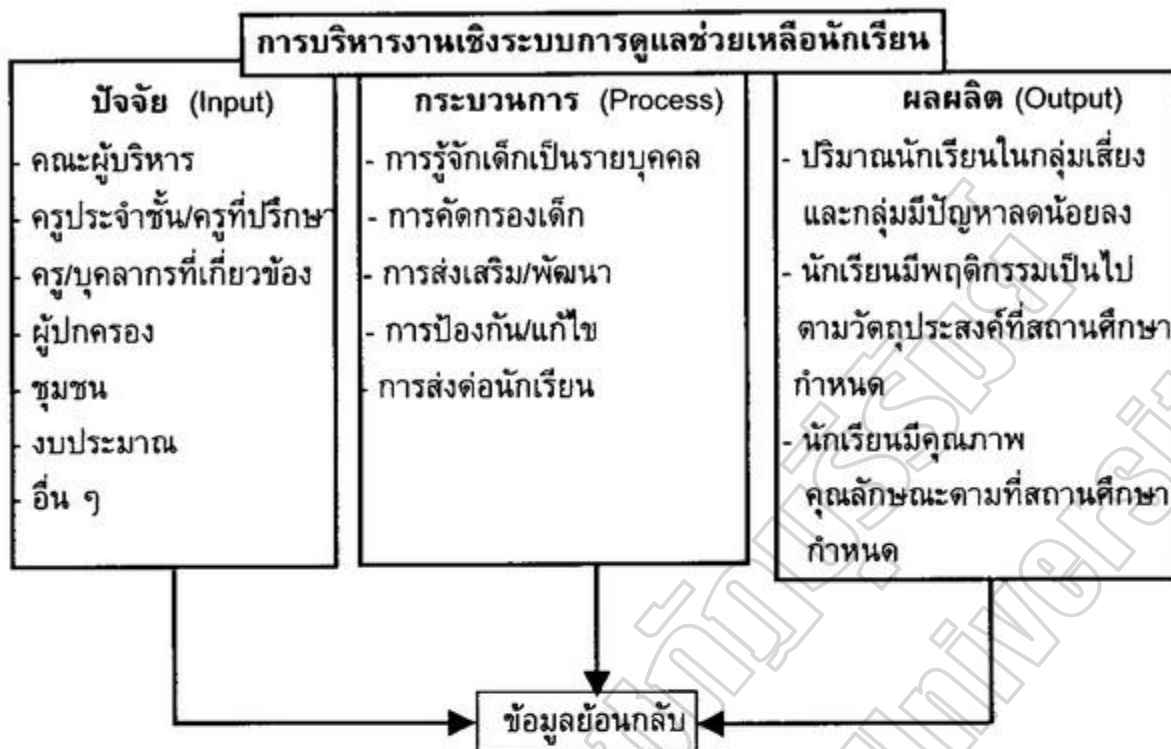 การบริหารงานเชิงระบบการดูแลช่วยเหลือนักเรียน
ปัจจัย (Input)
- คณะผู้บริหาร
- ครูประจำชั้น/ครูที่ปรึกษา
- ครู/บุคลากรที่เกี่ยวข้อง
- ผู้ปกครอง
- ชุมชน
- งบประมาณ
- อื่น ๆ
กระบวนการ (Process)
- การรู้จักเด็กเป็นรายบุคคล
- การคัดกรองเด็ก
- การส่งเสริม/พัฒนา
- การป้องกัน/แก้ไข
- การส่งต่อนักเรียน
ผลผลิต (Output)
- ปริมาณนักเรียนในกลุ่มเสี่ยง
และกลุ่มมีปัญหาลดน้อยลง
- นักเรียนมีพฤติกรรมเป็นไป
ตามวัตถุประสงค์ที่สถานศึกษา
กำหนด
- นักเรียนมีคุณภาพ
คุณลักษณะตามที่สถานศึกษา
กำหนด
ข้อมูลย้อนกลับ